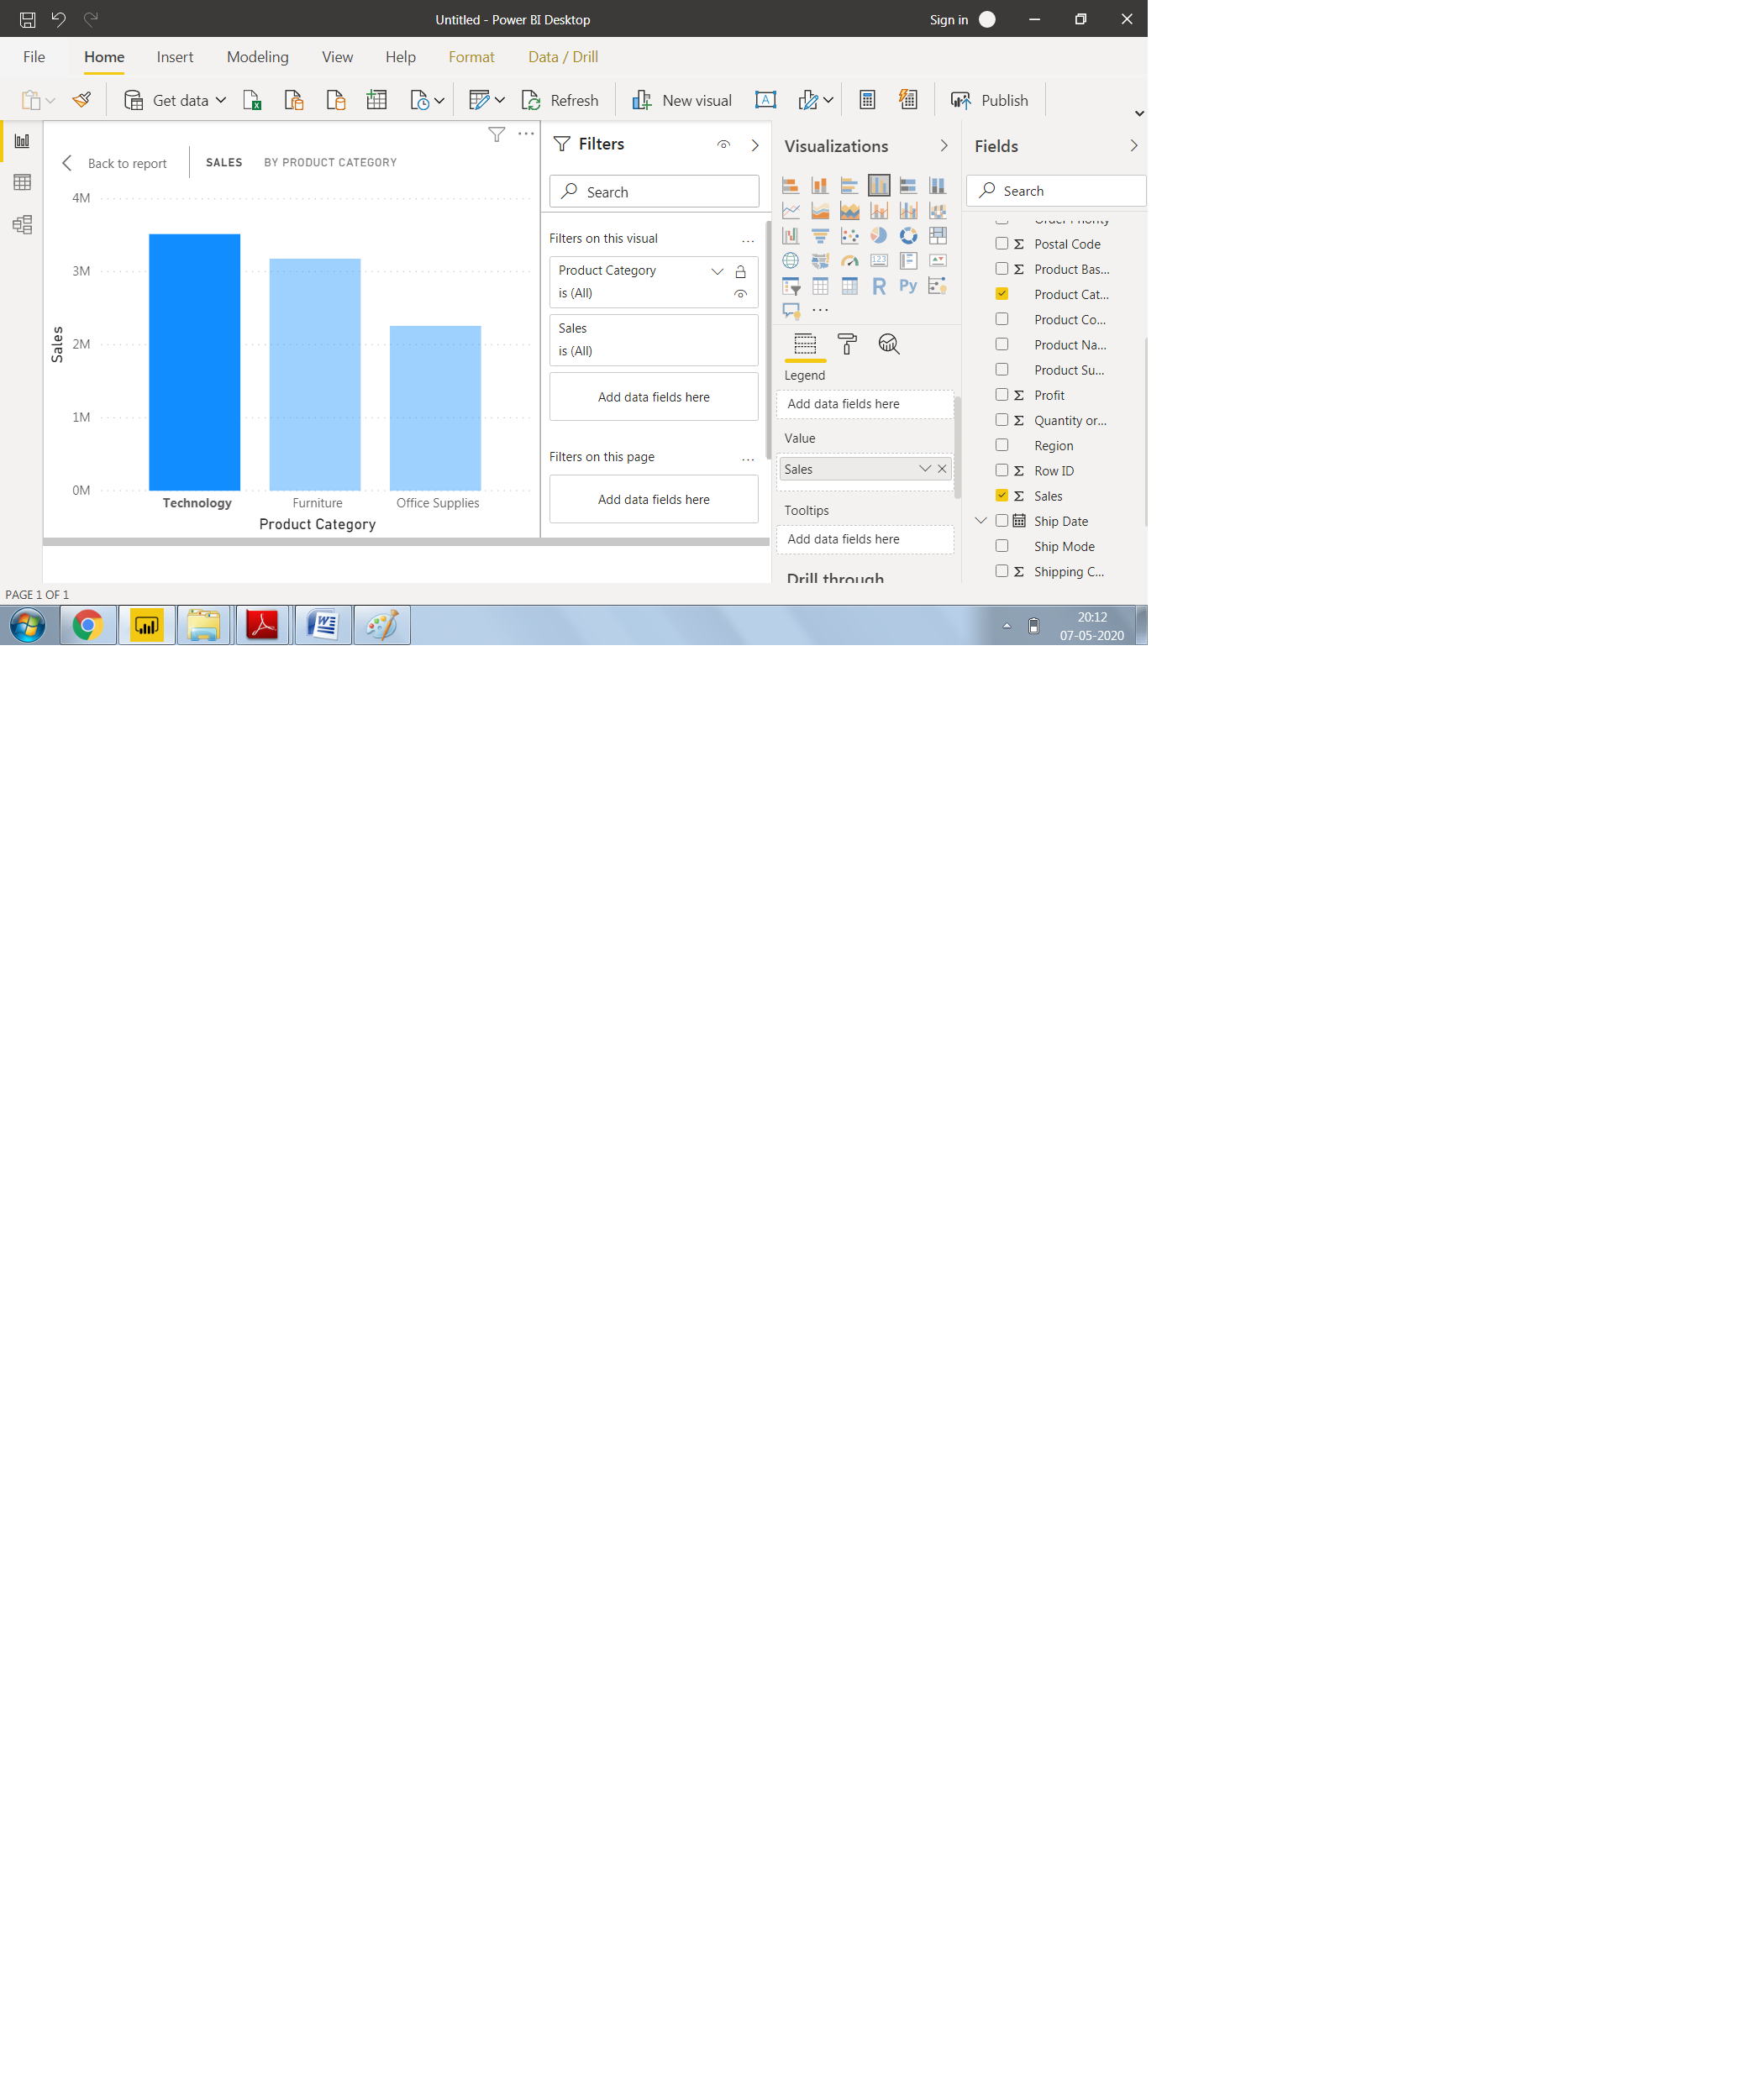 Untitled - Power BI Desktop
Sign in
File Home Insert Modeling View Help Format Data / Drill
Get data Refresh New visual Publish
Back to report SALES BY PRODUCT CATEGORY
4M
3M
2M
1M
0M
Sales
Technology Furniture Office Supplies
Product Category
Filters
Search
Filters on this visual
Product Category
is (All)
Sales
is (All)
Add data fields here
Filters on this page
Add data fields here
Visualizations
123
R Py
Legend
Add data fields here
Value
Sales
Tooltips
Add data fields here
Drill through
Fields
Search
Order Priority
Postal Code
Product Bas...
Product Cat...
Product Co...
Product Na...
Product Su...
Profit
Quantity or...
Region
Row ID
Sales
Ship Date
Ship Mode
Shipping C...
PAGE 1 OF 1
20:12
07-05-2020